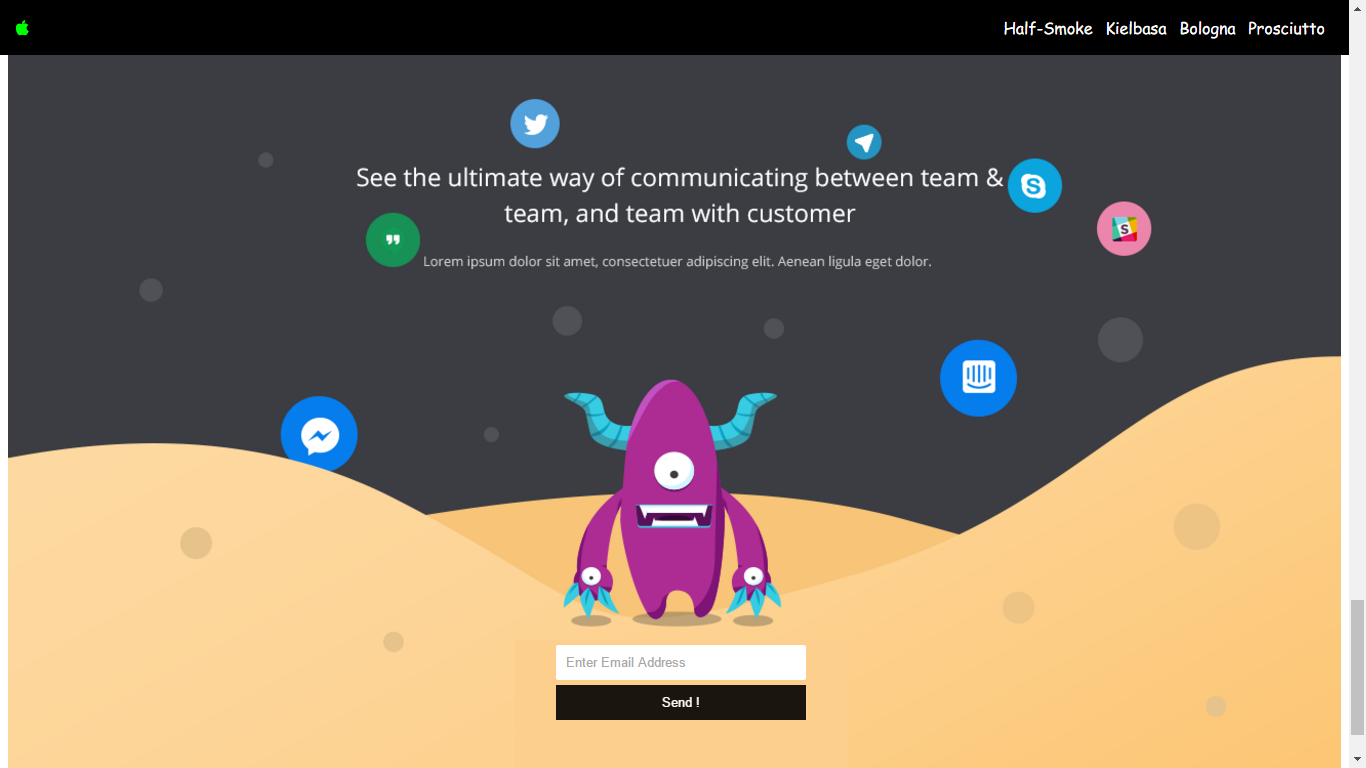 Half-Smoke Kielbasa Bologna Prosciutto
See the ultimate way of communicating between team &
team, and team with customer
S
Lorem ipsum dolor sit amet, consectetuer adipiscing elit. Aenean ligula eget dolor.
Enter Email Address
Send !